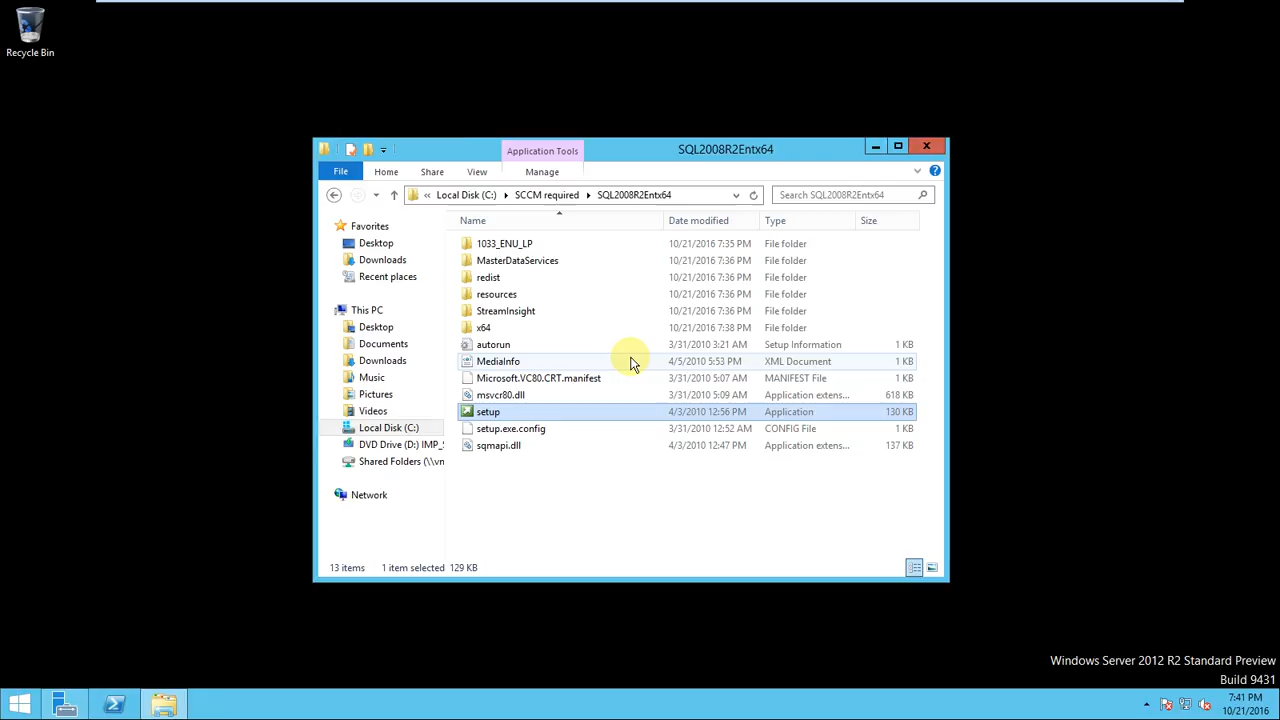 Recycle Bin
Application Tools
SQL2008R2Entx64
File
Home
Share
View
Manage
« Local Disk (C:) SCCM required SQL2008R2Entx64
Search SQL2008R2Entx64
Name Date modified Type Size
Favorites
Desktop
Downloads
Recent places
This PC
Desktop
Documents
Downloads
Music
Pictures
Videos
Local Disk (C:)
DVD Drive (D:) IMP_S
Shared Folders (\\vn
Network
1033_ENU_LP 10/21/2016 7:35 PM File folder
MasterDataServices 10/21/2016 7:36 PM File folder
redist 10/21/2016 7:36 PM File folder
resources 10/21/2016 7:36 PM File folder
StreamInsight 10/21/2016 7:36 PM File folder
x64 10/21/2016 7:38 PM File folder
autorun 3/31/2010 3:21 AM Setup Information 1 KB
MediaInfo 4/5/2010 5:53 PM XML Document 1 KB
Microsoft.VC80.CRT.manifest 3/31/2010 5:07 AM MANIFEST File 1 KB
msvcr80.dll 3/31/2010 5:09 AM Application extens... 618 KB
setup 4/3/2010 12:56 PM Application 130 KB
setup.exe.config 3/31/2010 12:52 AM CONFIG File 1 KB
sqmapi.dll 4/3/2010 12:47 PM Application extens... 137 KB
13 items 1 item selected 129 KB
Windows Server 2012 R2 Standard Preview
Build 9431
7:41 PM
10/21/2016